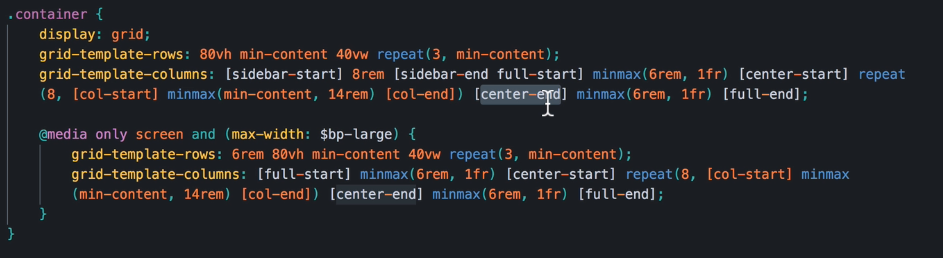 .container {
display: grid;
grid-template-rows: 80vh min-content 40vw repeat(3, min-content);
grid-template-columns: [sidebar-start] 8rem [sidebar-end full-start] minmax(6rem, 1fr) [center-start] repeat
(8, [col-start] minmax(min-content, 14rem) [col-end]) [center-end] minmax(6rem, 1fr) [full-end];
@media only screen and (max-width: $bp-large) {
grid-template-rows: 6rem 80vh min-content 40vw repeat(3, min-content);
grid-template-columns: [full-start] minmax(6rem, 1fr) [center-start] repeat(8, [col-start] minmax
(min-content, 14rem) [col-end]) [center-end] minmax(6rem, 1fr) [full-end];
}
}